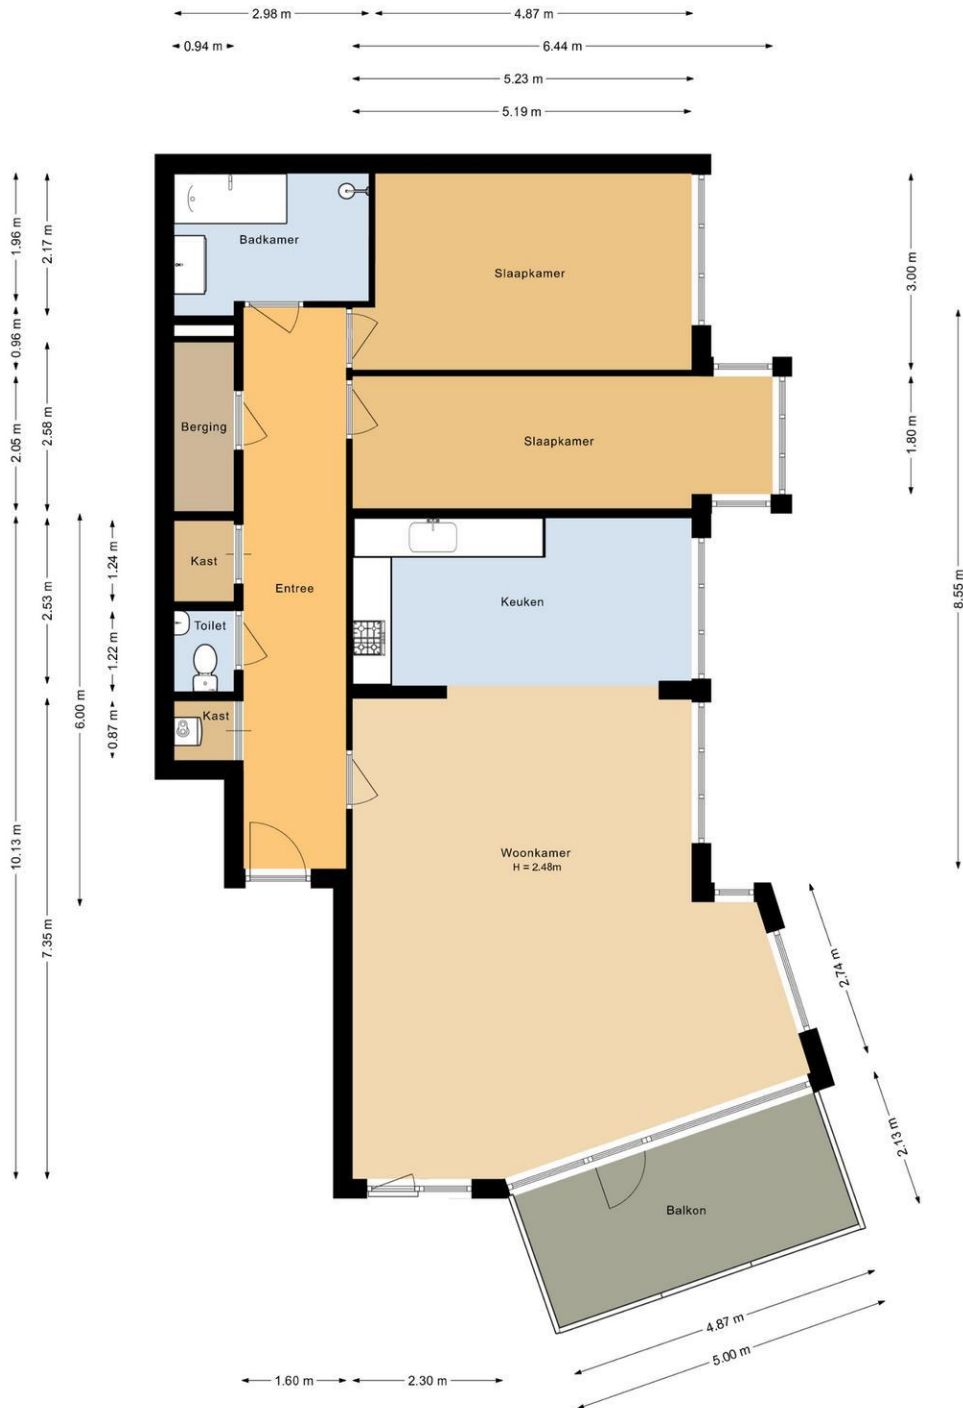 2.98 m
4.87 m
0.94 m
6.44 m
5.23 m
5.19 m
1.96 m
2.17 m
Badkamer
Slaapkamer
3.00 m
0.96 m
2.05 m
2.58 m
Berging
Slaapkamer
1.80 m
2.53 m
1.24 m
Kast
Entree
Keuken
8.55 m
Toilet
1.22 m
6.00 m
0.87 m
Kast
10.13 m
Woonkamer
H = 2.48m
7.35 m
2.74 m
2.13 m
Balkon
4.87 m
5.00 m
1.60 m
2.30 m